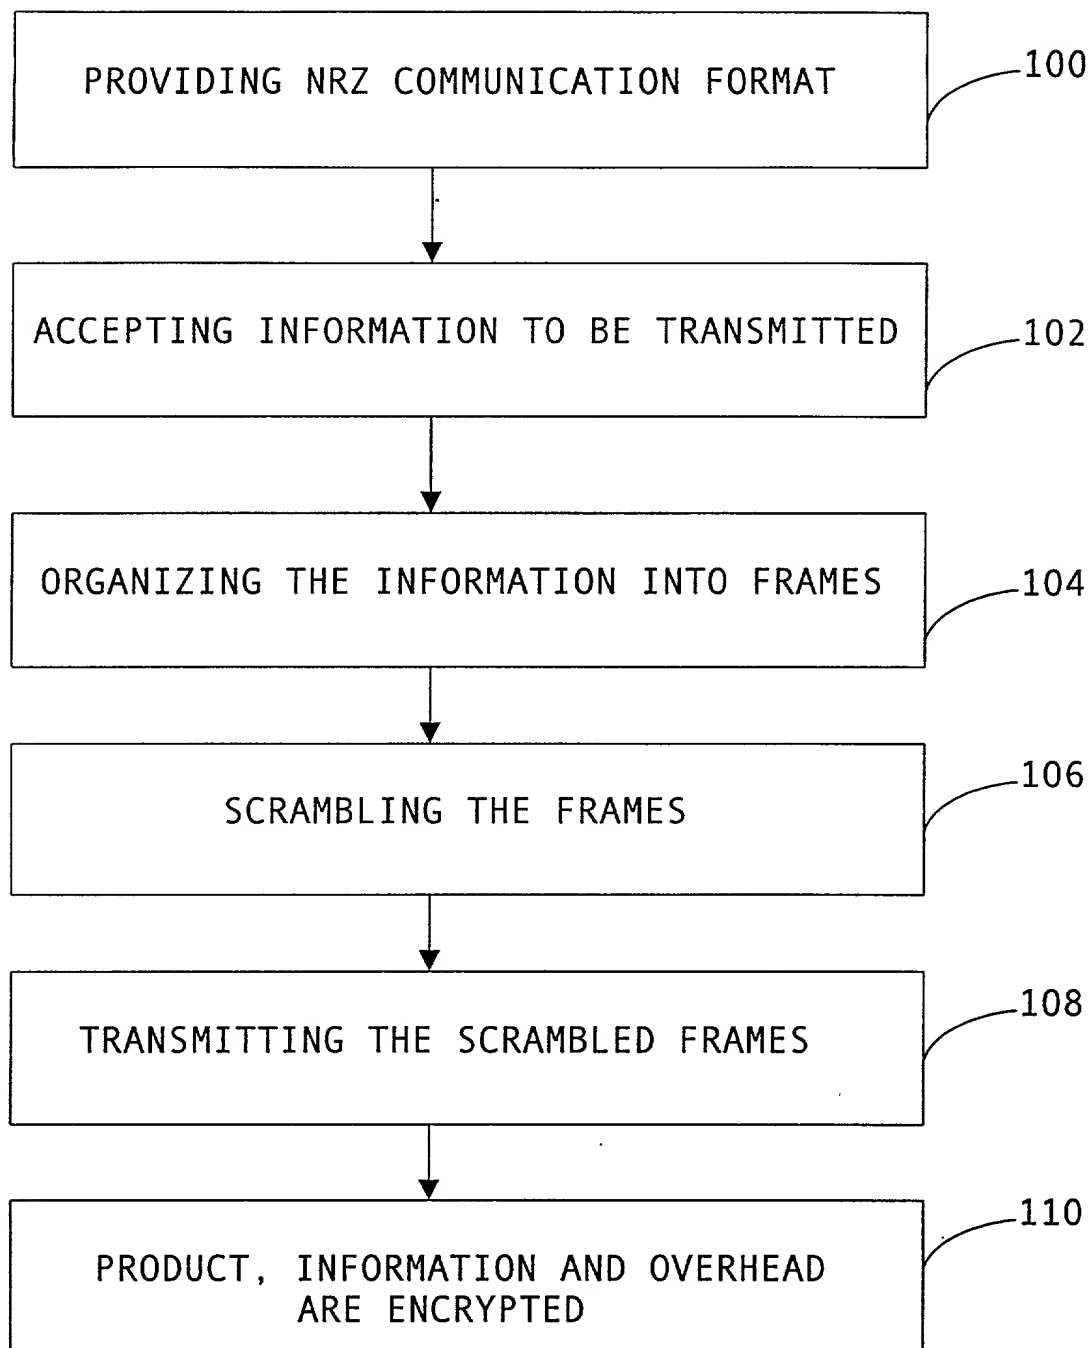 PROVIDING NRZ COMMUNICATION FORMAT
100
ACCEPTING INFORMATION TO BE TRANSMITTED
102
ORGANIZING THE INFORMATION INTO FRAMES
104
SCRAMBLING THE FRAMES
106
TRANSMITTING THE SCRAMBLED FRAMES
108
PRODUCT, INFORMATION AND OVERHEAD
ARE ENCRYPTED
110